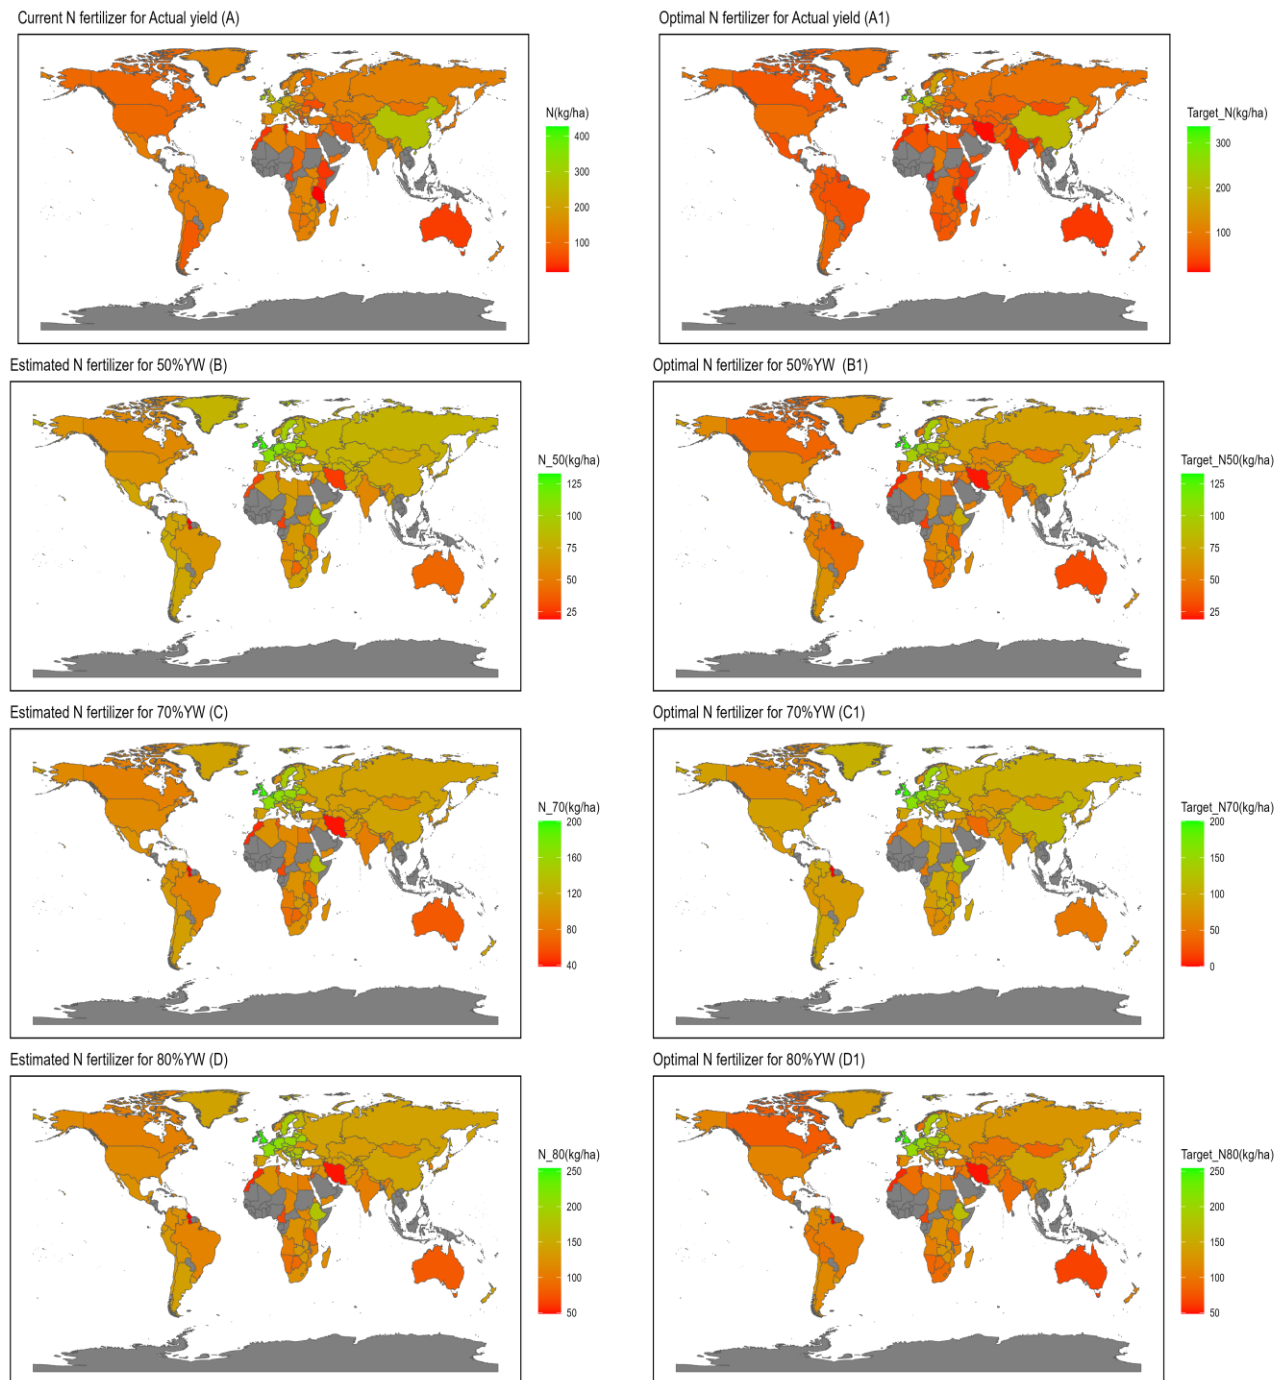 Current N fertilizer for Actual yield (A)
N(kg/ha)
400
300
200
100
Optimal N fertilizer for Actual yield (A1)
Target_N(kg/ha)
300
200
100
Estimated N fertilizer for 50%YW (B)
N_50(kg/ha)
125
100
75
50
25
Optimal N fertilizer for 50%YW  (B1)
Target_N50(kg/ha)
125
100
75
50
25
Estimated N fertilizer for 70%YW (C)
N_70(kg/ha)
200
160
120
80
40
Optimal N fertilizer for 70%YW (C1)
Target_N70(kg/ha)
200
150
100
50
0
Estimated N fertilizer for 80%YW (D)
N_80(kg/ha)
250
200
150
100
50
Optimal N fertilizer for 80%YW (D1)
Target_N80(kg/ha)
250
200
150
100
50